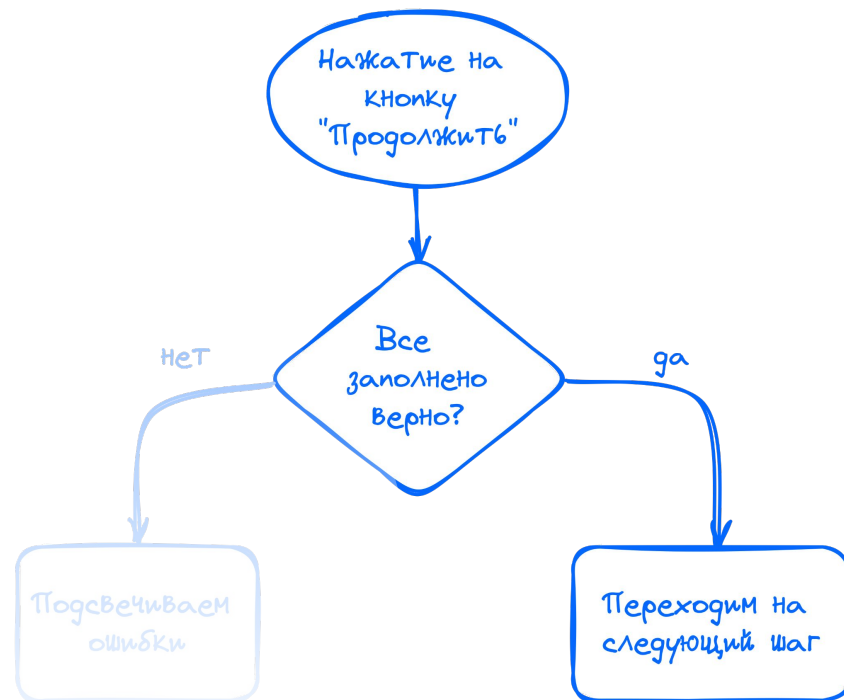 Нажатие на
кнопку
"Продолжить"
Все
заполнено
верно?
нет
да
Подсвечиваем
ошибки
Переходим на
следующий шаг